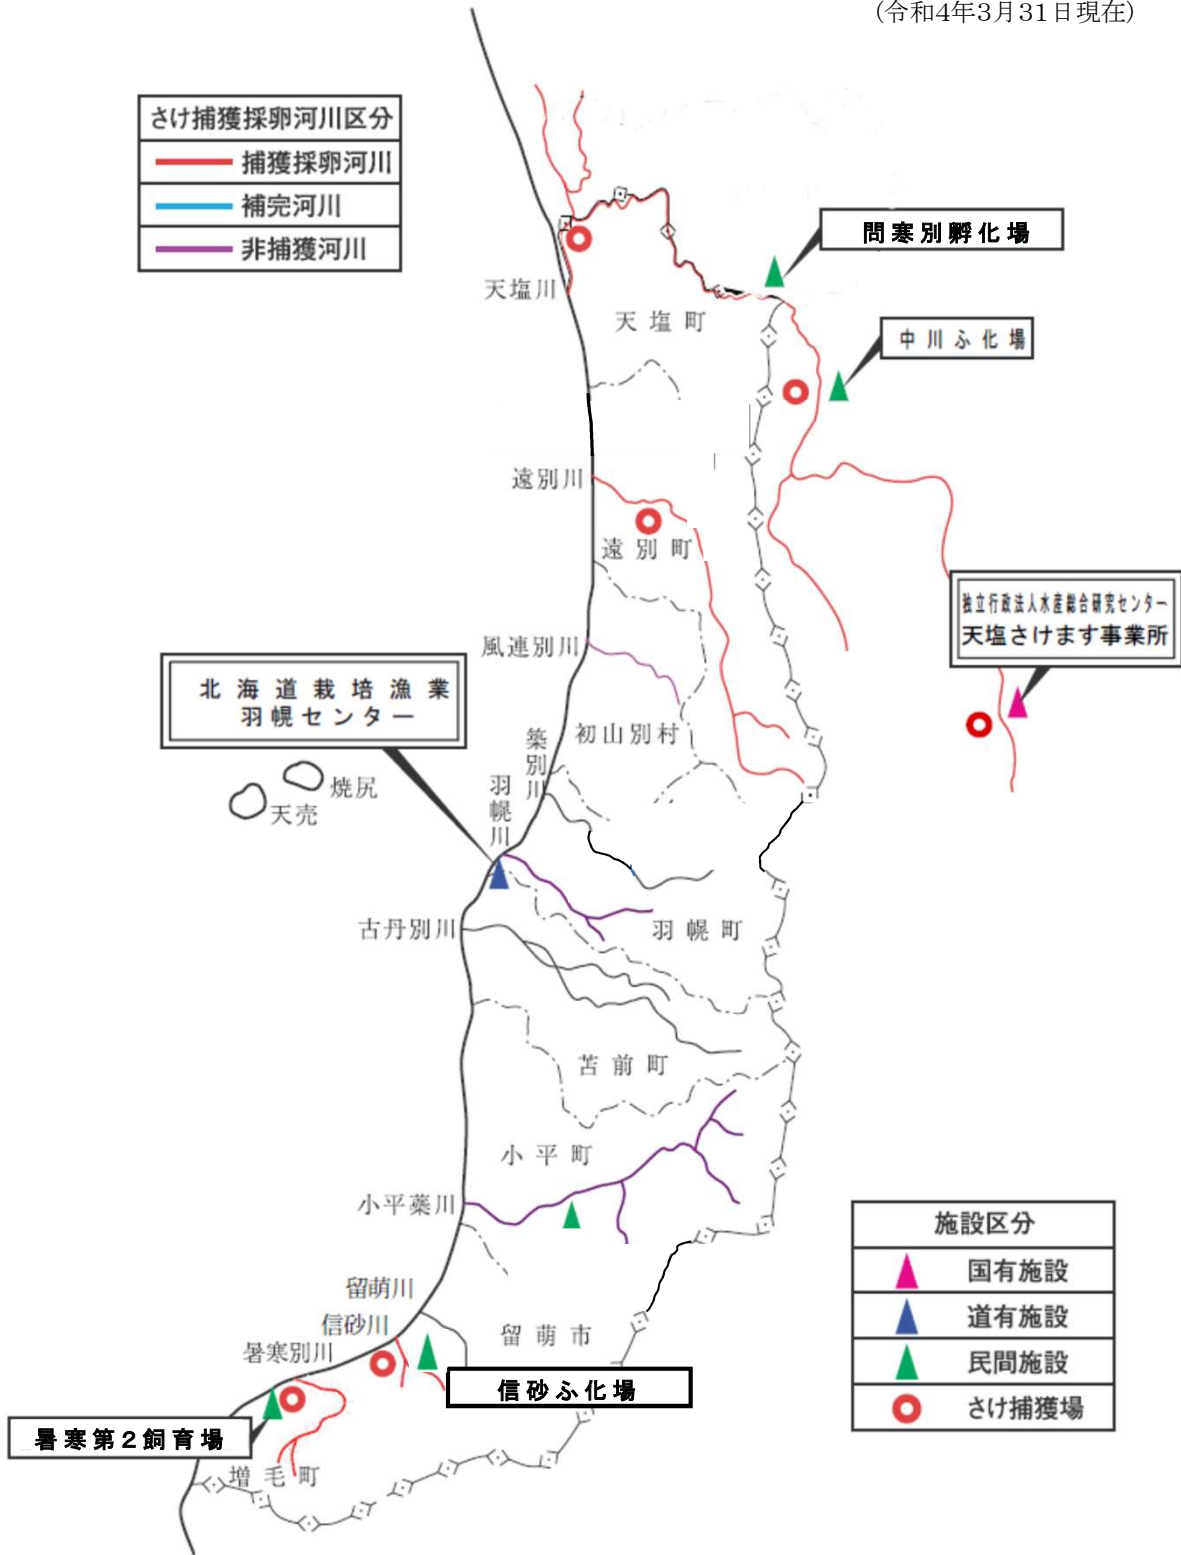 (令和4年3月31日現在)
さけ捕獲採卵河川区分
捕獲採卵河川
補完河川
非捕獲河川
問寒別孵化場
天塩川
天塩町
中川ふ化場
遠別川
遠別町
独立行政法人水産総合研究センター
天塩さけます事業所
風連別川
北海道栽培漁業
羽幌センター
初山別村
築別川
羽幌川
焼尻
天売
古丹別川
羽幌町
苫前町
小平町
小平蘂川
施設区分
国有施設
道有施設
民間施設
さけ捕獲場
留萌川
信砂川
留萌市
暑寒別川
信砂ふ化場
暑寒第2飼育場
増毛町